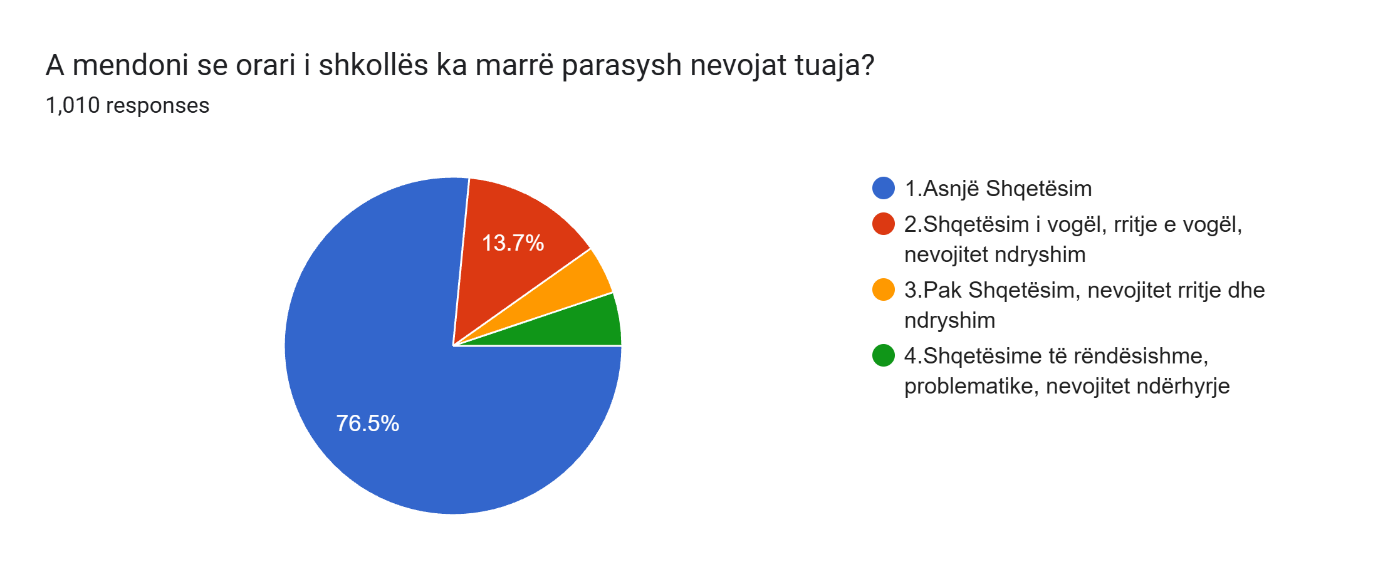 A mendoni se orari i shkollës ka marrë parasysh nevojat tuaja?
1,010 responses
13.7%
76.5%
1.Asnjë Shqetësim
2.Shqetësim i vogël, rritje e vogël,
nevojitet ndryshim
3.Pak Shqetësim, nevojitet rritje dhe
ndryshim
4.Shqetësime të rëndësishme,
problematike, nevojitet ndërhyrje